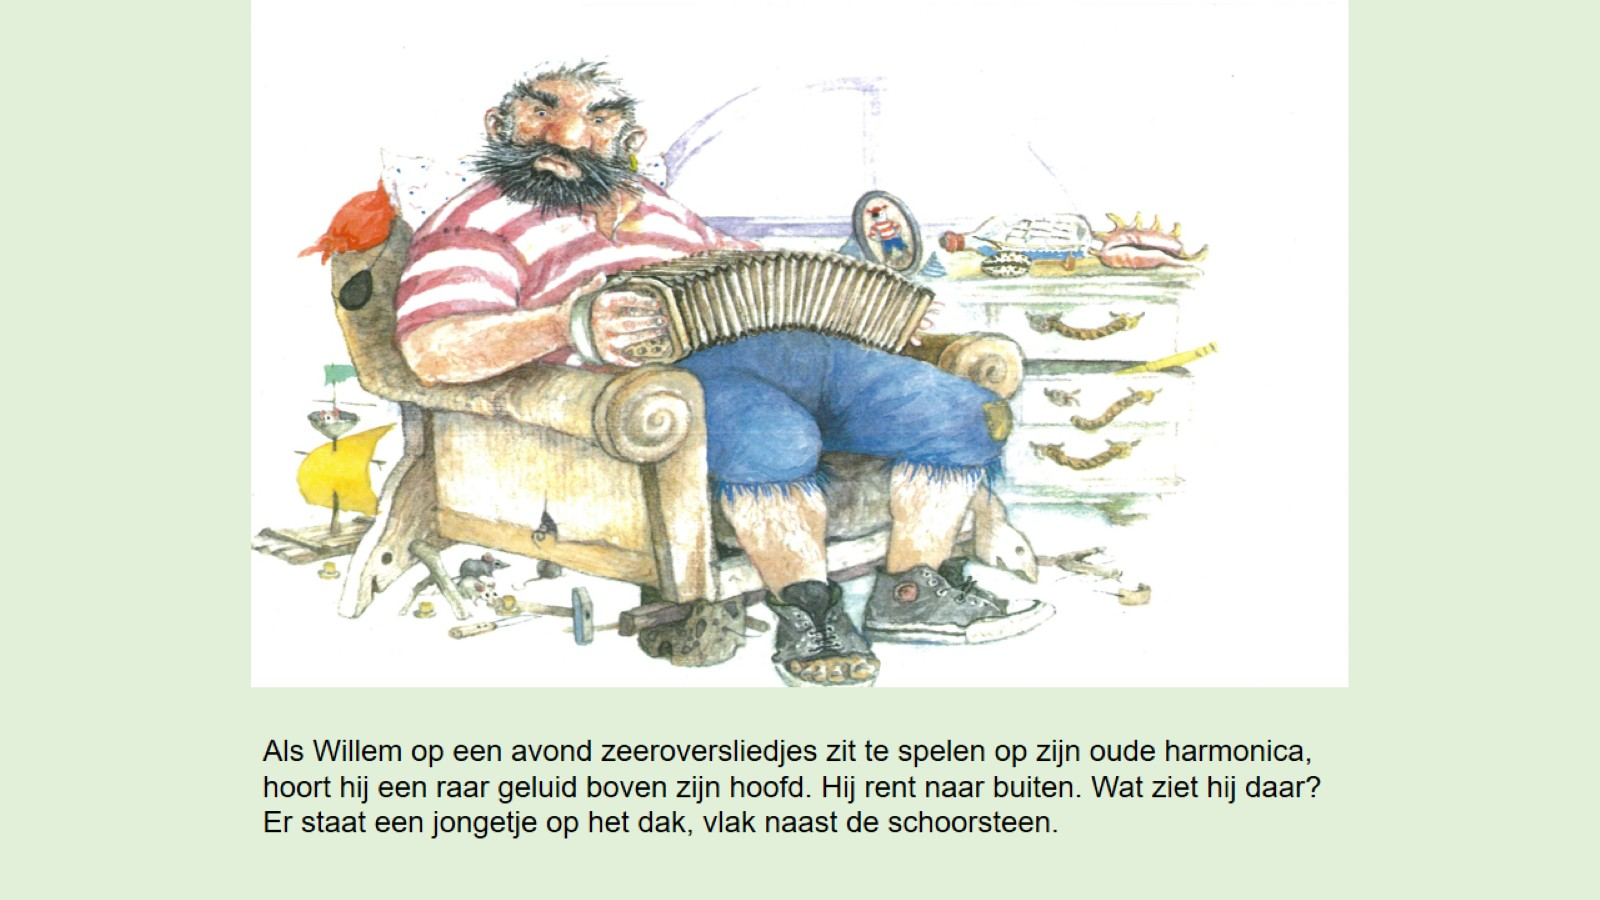 Als Willem op een avond zeeroversliedjes zit te spelen op zijn oude harmonica,
hoort hij een raar geluid boven zijn hoofd. Hij rent naar buiten. Wat ziet hij daar?
Er staat een jongetje op het dak, vlak naast de schoorsteen.